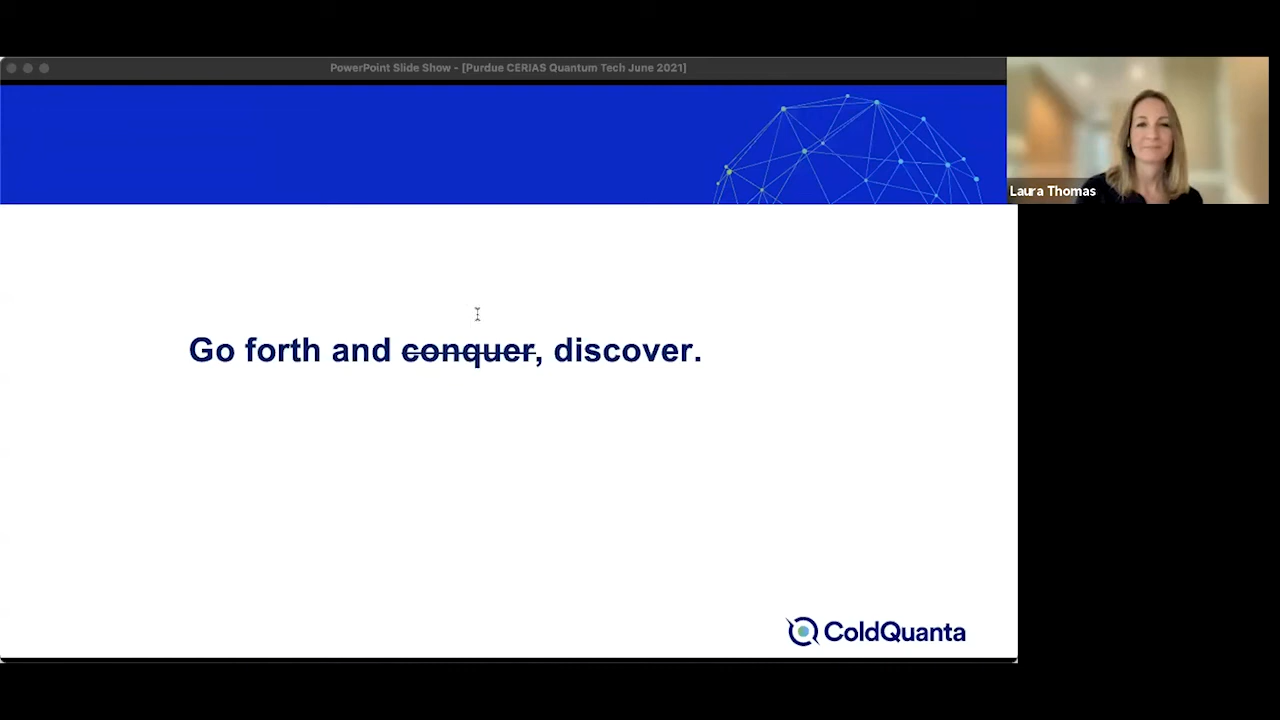 PowerPoint Slide Show - [Purdue CERIAS Quantum Tech June 2021]
Laura Thomas
Go forth and conquer, discover.
ColdQuanta